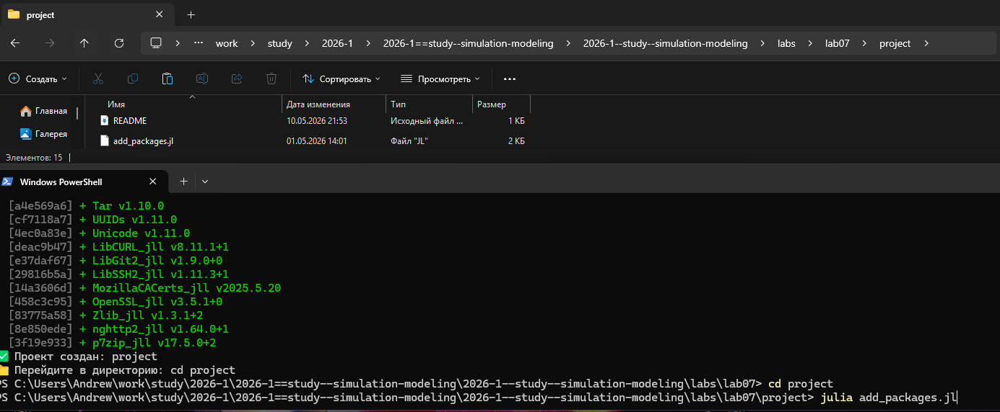 project
work study 2026-1 2026-1==study--simulation-modeling 2026-1--study--simulation-modeling labs lab07 project
Создать Сортировать Просмотреть
Имя Дата изменения Тип Размер
Главная
README 10.05.2026 21:53 Исходный файл ... 1 КБ
Галерея
add_packages.jl 01.05.2026 14:01 Файл "JL" 2 КБ
Элементов: 15
Windows PowerShell
[a4e569a6] + Tar v1.10.0
[cf7118a7] + UUIDs v1.11.0
[4ec0a83e] + Unicode v1.11.0
[deac9b47] + LibCURL_jll v8.11.1+1
[e37daf67] + LibGit2_jll v1.9.0+0
[29816b5a] + LibSSH2_jll v1.11.3+1
[14a3606d] + MozillaCACerts_jll v2025.5.20
[458c3c95] + OpenSSL_jll v3.5.1+0
[83775a58] + Zlib_jll v1.3.1+2
[8e850ede] + nghttp2_jll v1.64.0+1
[3f19e933] + p7zip_jll v17.5.0+2
Проект создан: project
Перейдите в директорию: cd project
PS C:\Users\Andrew\work\study\2026-1\2026-1==study--simulation-modeling\2026-1--study--simulation-modeling\labs\lab07> cd project
PS C:\Users\Andrew\work\study\2026-1\2026-1==study--simulation-modeling\2026-1--study--simulation-modeling\labs\lab07\project> julia add_packages.jl